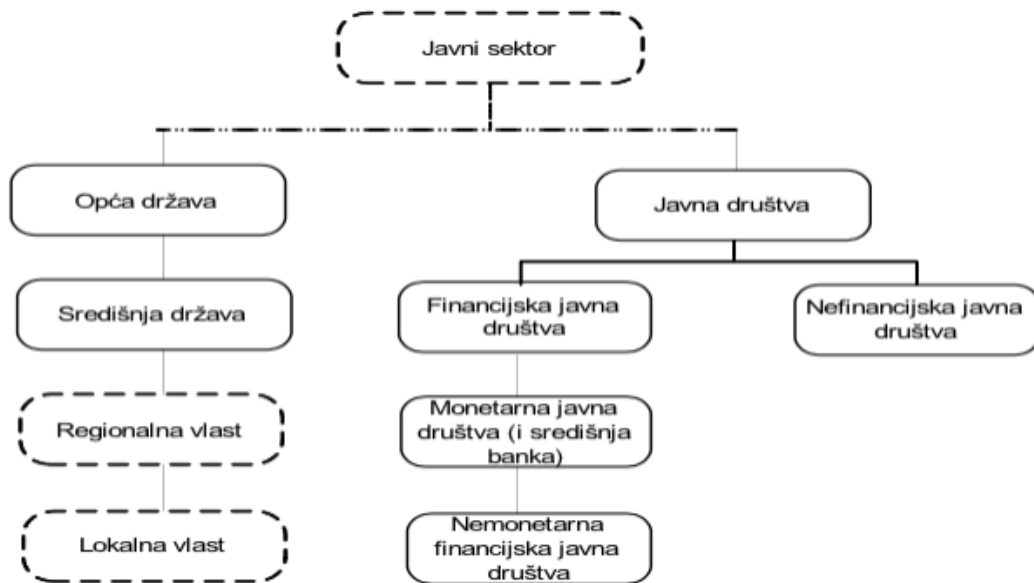 Javni sektor
Opća država
Javna društva
Središnja država
Financijska javna
društva
Nefinancijska javna
društva
Regionalna vlast
Monetarna javna
društva (i središnja
banka)
Lokalna vlast
Nemonetarna
financijska javna
društva